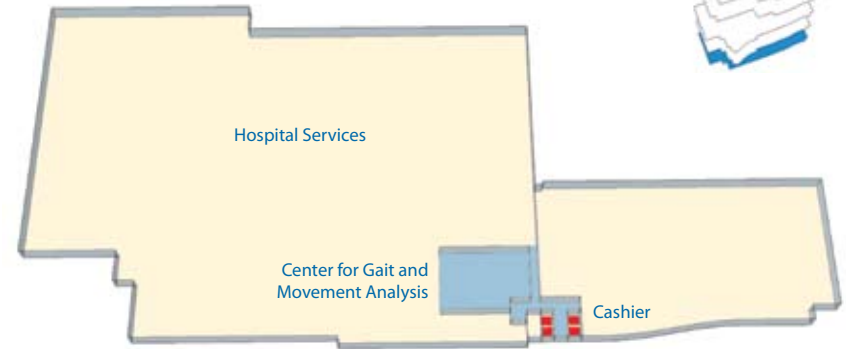 Hospital Services
Center for Gait and
Movement Analysis
Cashier